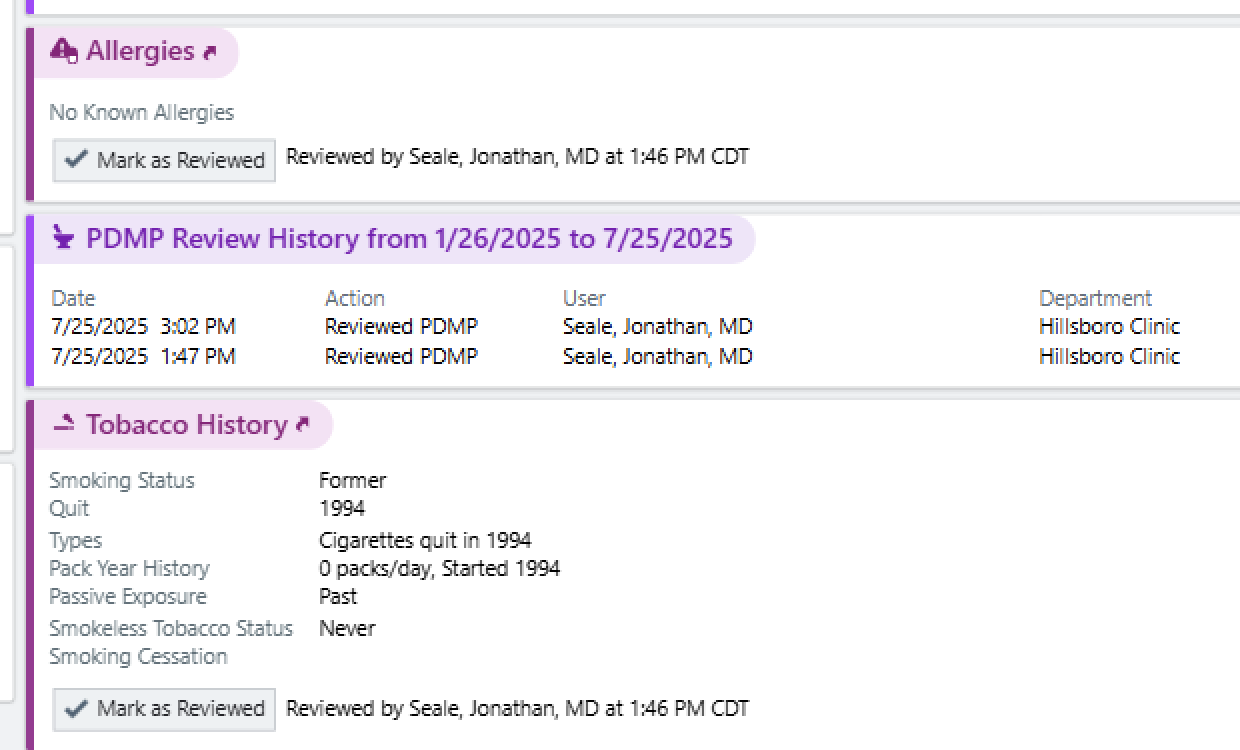 Allergies
No Known Allergies
Mark as Reviewed Reviewed by Seale, Jonathan, MD at 1:46 PM CDT
PDMP Review History from 1/26/2025 to 7/25/2025
Date Action User Department
7/25/2025 3:02 PM Reviewed PDMP Seale, Jonathan, MD Hillsboro Clinic
7/25/2025 1:47 PM Reviewed PDMP Seale, Jonathan, MD Hillsboro Clinic
Tobacco History
Smoking Status Former
Quit 1994
Types Cigarettes quit in 1994
Pack Year History 0 packs/day, Started 1994
Passive Exposure Past
Smokeless Tobacco Status Never
Smoking Cessation
Mark as Reviewed Reviewed by Seale, Jonathan, MD at 1:46 PM CDT